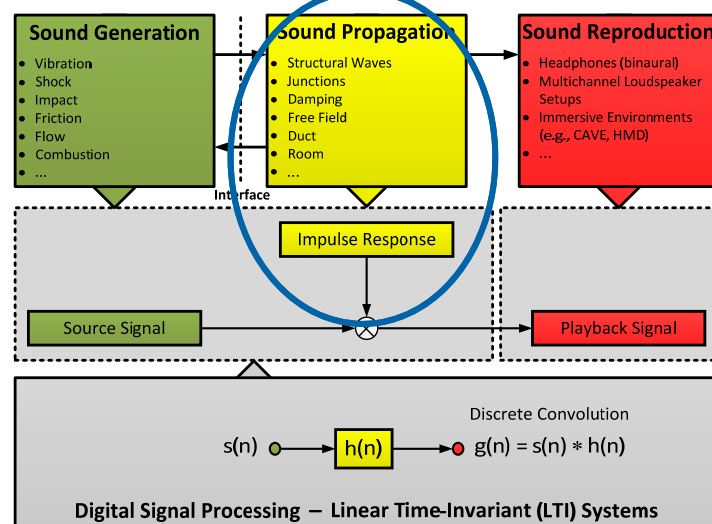 Sound Generation
• Vibration
• Shock
• Impact
• Friction
• Flow
• Combustion
• ...
Interface
Sound Propagation
• Structural Waves
• Junctions
• Damping
• Free Field
• Duct
• Room
• ...
Sound Reproduction
• Headphones (binaural)
• Multichannel Loudspeaker
Setups
• Immersive Environments
(e.g., CAVE, HMD)
• ...
Impulse Response
Source Signal
Playback Signal
Discrete Convolution
s(n)
h(n)
g(n) = s(n) ∗ h(n)
Digital Signal Processing – Linear Time-Invariant (LTI) Systems